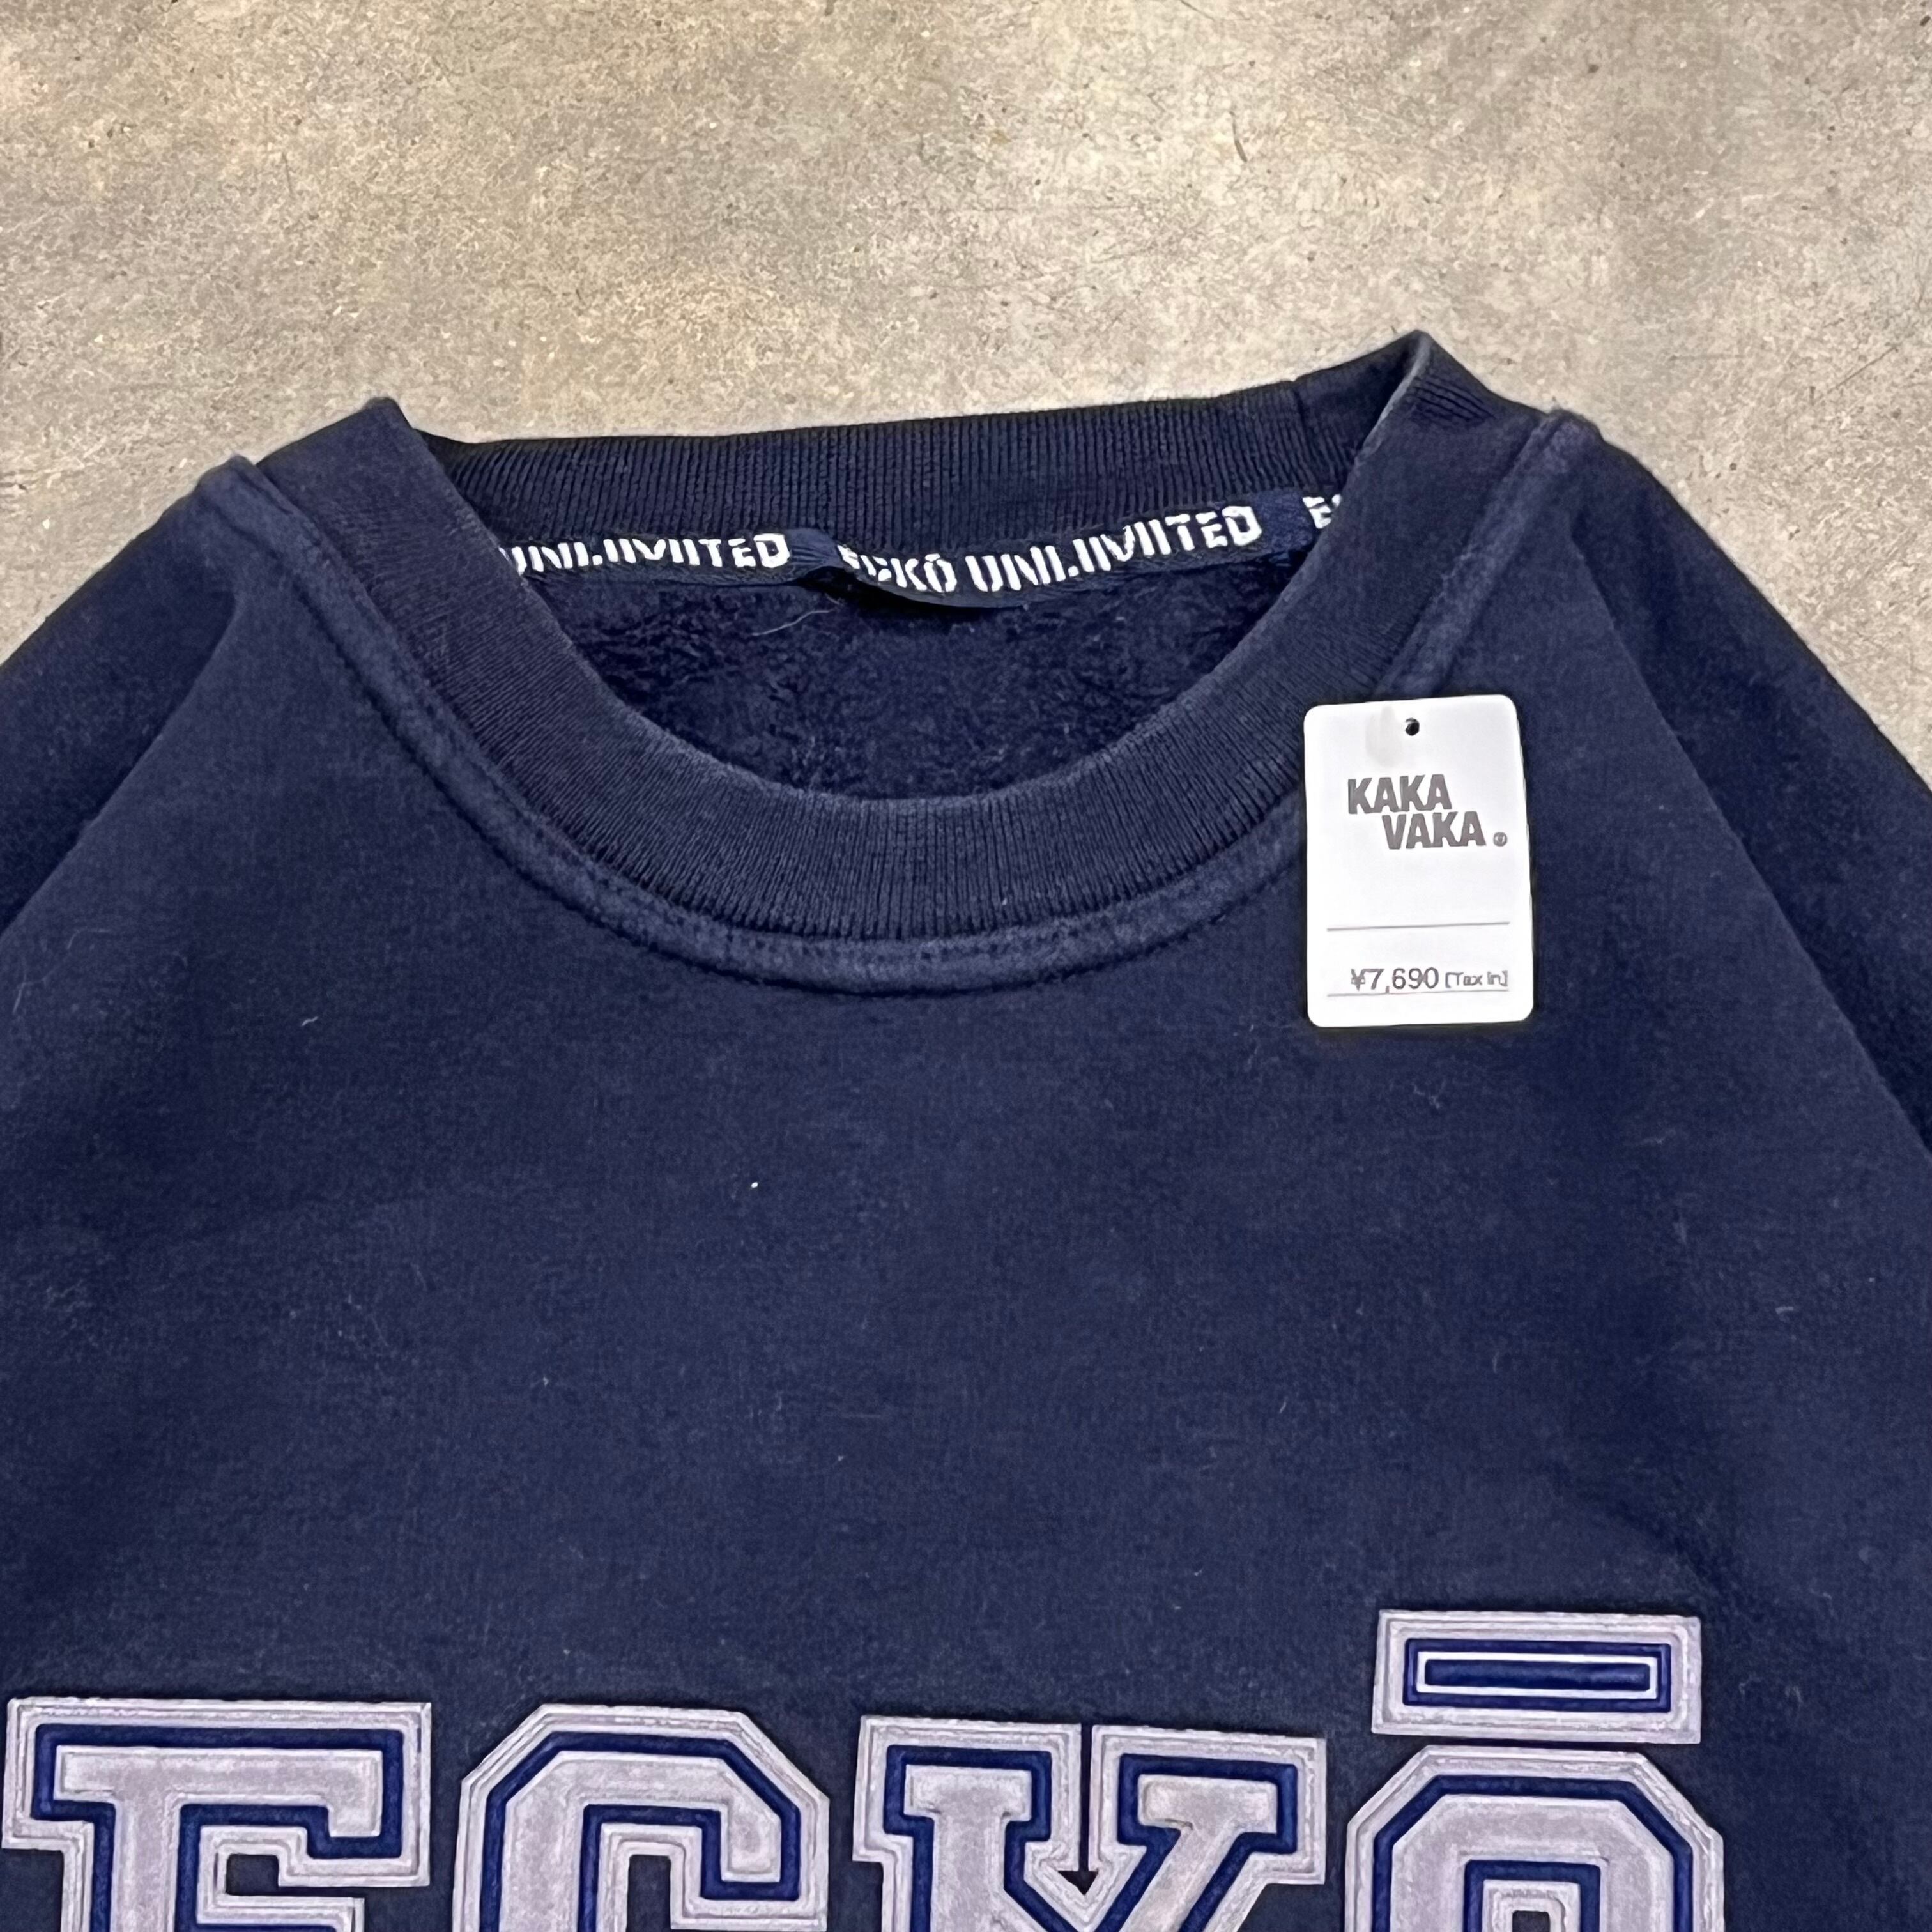 UNLIMITED ECKŌ UNLIMITED
KAKA
VAKA
¥7,690 [Tax in]
ECKŌ